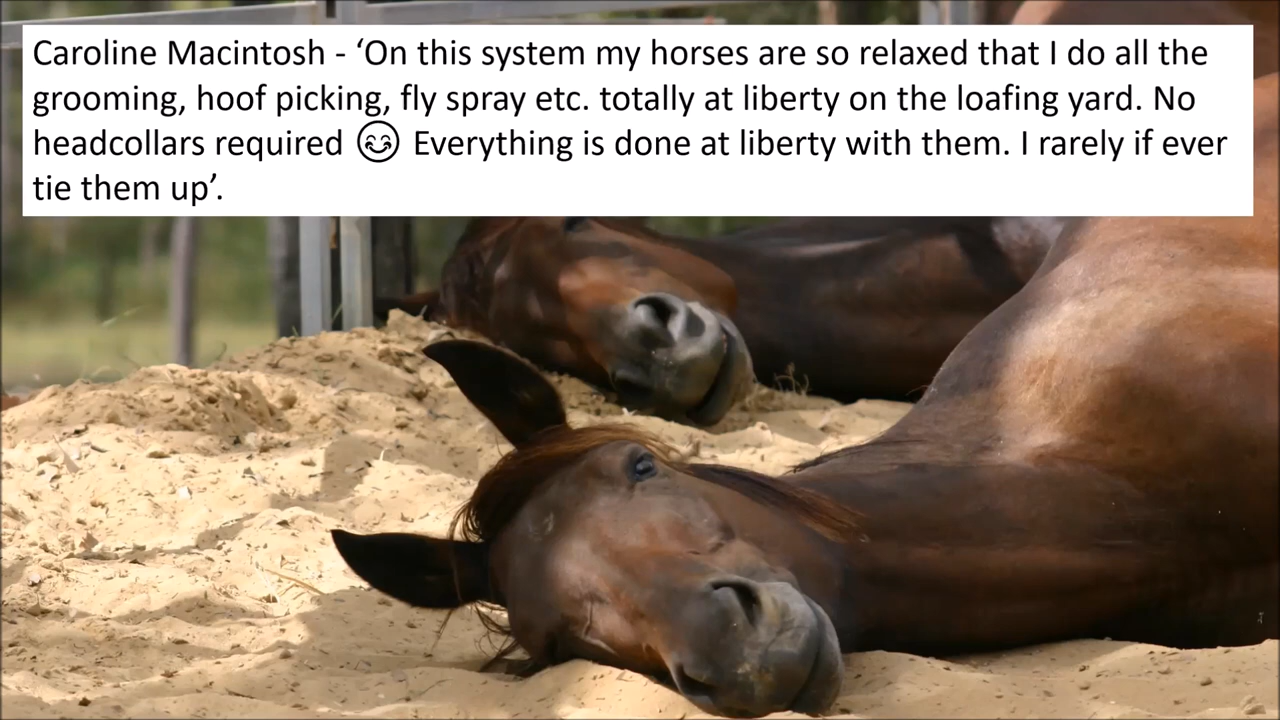 Caroline Macintosh - ‘On this system my horses are so relaxed that I do all the
grooming, hoof picking, fly spray etc. totally at liberty on the loafing yard. No
headcollars required 😊 Everything is done at liberty with them. I rarely if ever
tie them up’.